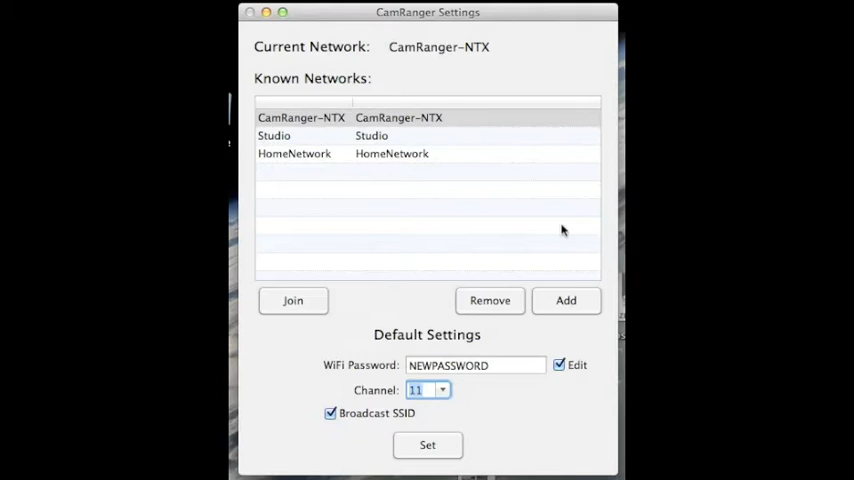 CamRanger Settings
Current Network: CamRanger-NTX
Known Networks:
CamRanger-NTX CamRanger-NTX
Studio Studio
HomeNetwork HomeNetwork
Join Remove Add
Default Settings
WiFi Password: NEWPASSWORD Edit
Channel: 11
Broadcast SSID
Set